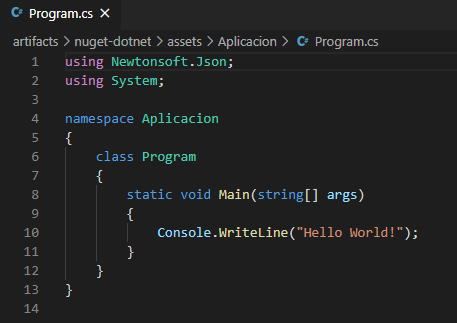 Program.cs
artifacts > nuget-dotnet > assets > Aplicacion > Program.cs
1 using Newtonsoft.Json;
2 using System;
3
4 namespace Aplicacion
5 {
6     class Program
7     {
8         static void Main(string[] args)
9         {
10             Console.WriteLine("Hello World!");
11         }
12     }
13 }
14